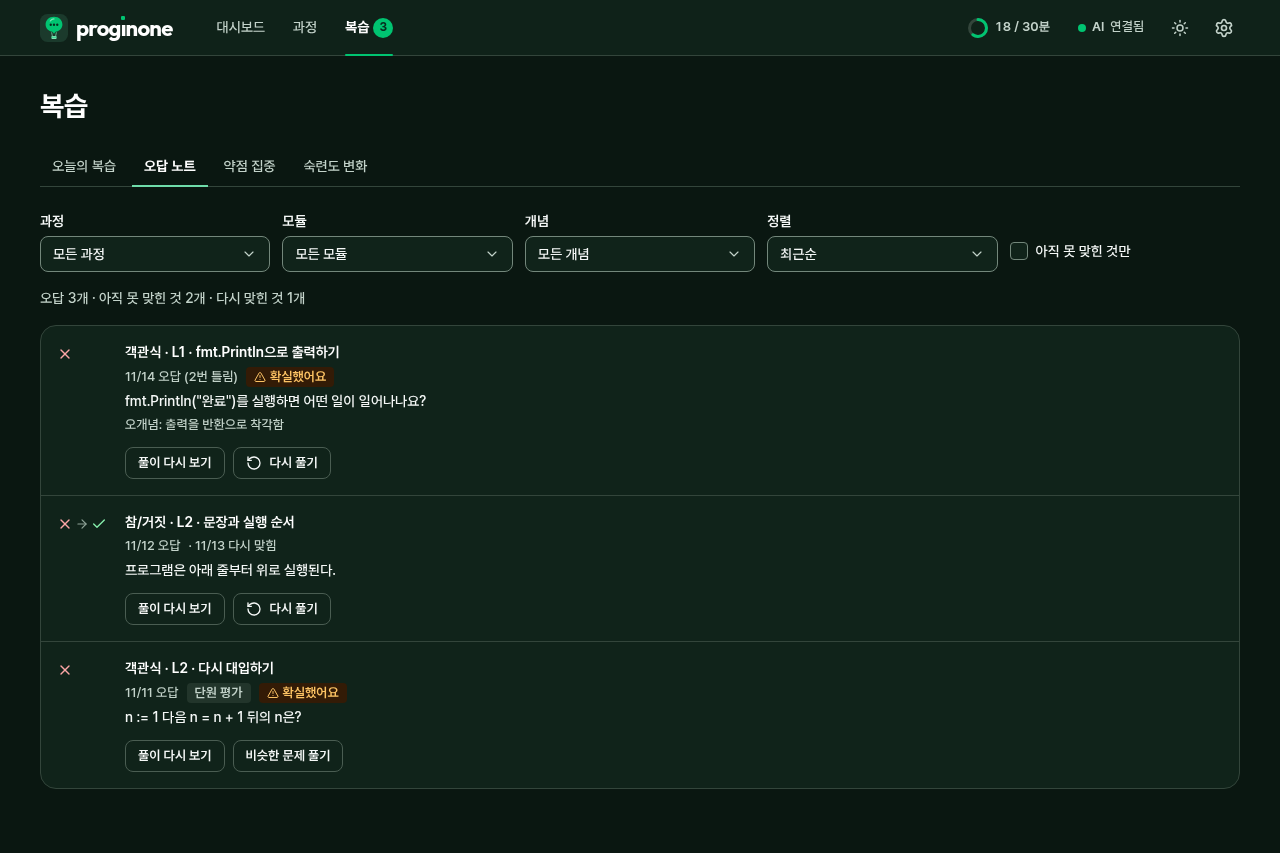 proginone
대시보드 과정 복습 3 18 / 30분 AI 연결됨
복습
오늘의 복습 오답 노트 약점 집중 숙련도 변화
과정 모듈 개념 정렬
모든 과정 모든 모듈 모든 개념 최근순 아직 못 맞힌 것만
오답 3개 · 아직 못 맞힌 것 2개 · 다시 맞힌 것 1개
객관식 · L1 · fmt.Println으로 출력하기
11/14 오답 (2번 틀림) 확실했어요
fmt.Println("완료")를 실행하면 어떤 일이 일어나나요?
오개념: 출력을 반환으로 착각함
풀이 다시 보기 다시 풀기
참/거짓 · L2 · 문장과 실행 순서
11/12 오답 · 11/13 다시 맞힘
프로그램은 아래 줄부터 위로 실행된다.
풀이 다시 보기 다시 풀기
객관식 · L2 · 다시 대입하기
11/11 오답 단원 평가 확실했어요
n := 1 다음 n = n + 1 뒤의 n은?
풀이 다시 보기 비슷한 문제 풀기